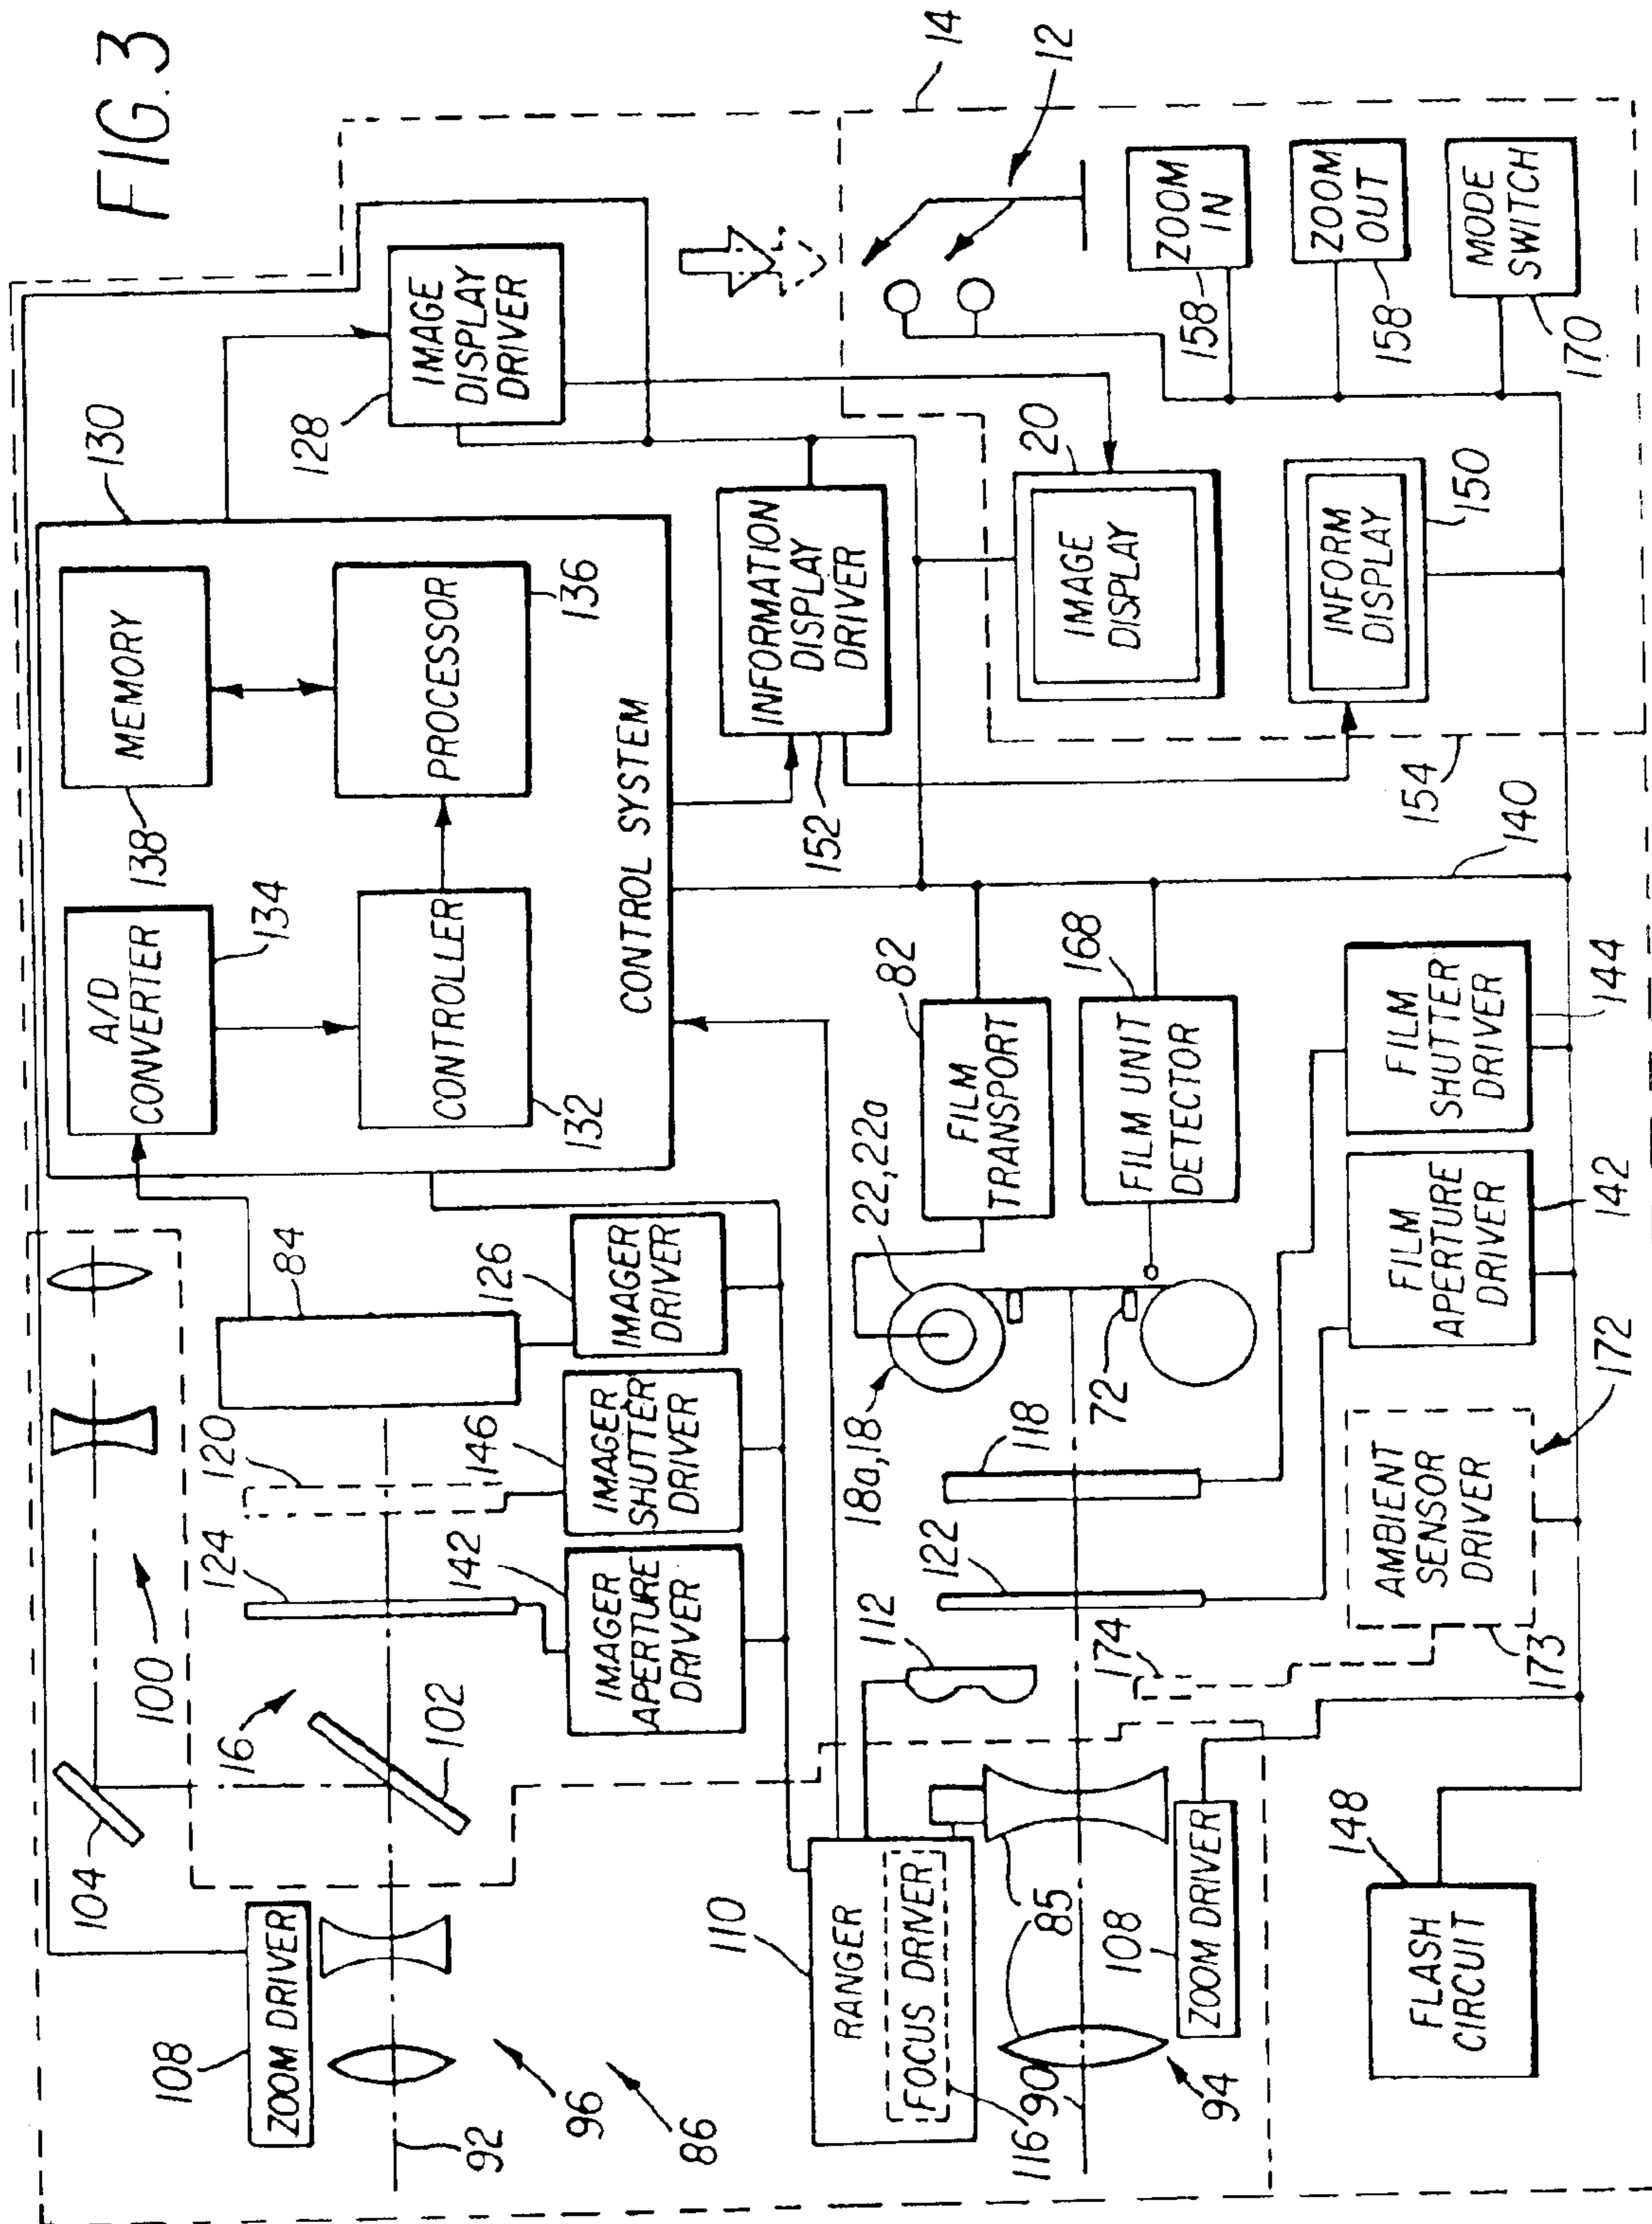 FIG. 3
108
ZOOM DRIVER
92
96
86
104
100
16
102
124
120
84
142
IMAGER
APERTURE
DRIVER
146
IMAGER
SHUTTER
DRIVER
126
IMAGER
DRIVER
A/D
CONVERTER
134
138
MEMORY
130
CONTROLLER
132
PROCESSOR
136
CONTROL SYSTEM
128
IMAGE
DISPLAY
DRIVER
INFORMATION
DISPLAY
DRIVER
152
14
12
20
IMAGE
DISPLAY
INFORM
DISPLAY
150
154
140
158
ZOOM
IN
158
ZOOM
OUT
170
MODE
SWITCH
110
RANGER
FOCUS DRIVER
116
90
85
94
108
ZOOM DRIVER
112
174
122
118
18a,18
22,22a
72
82
FILM
TRANSPORT
168
FILM UNIT
DETECTOR
148
FLASH
CIRCUIT
173
AMBIENT
SENSOR
DRIVER
172
FILM
APERTURE
DRIVER
142
FILM
SHUTTER
DRIVER
144